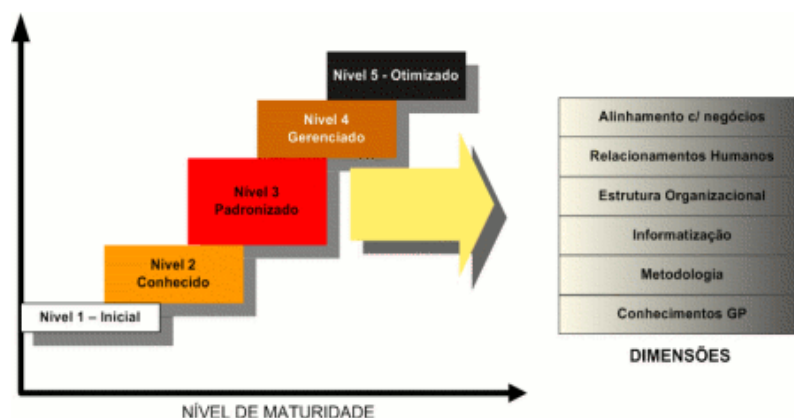 Nível 5 - Otimizado
Nível 4
Gerenciado
Nível 3
Padronizado
Nível 2
Conhecido
Nível 1 – Inicial
NÍVEL DE MATURIDADE
Alinhamento c/ negócios
Relacionamentos Humanos
Estrutura Organizacional
Informatização
Metodologia
Conhecimentos GP
DIMENSÕES